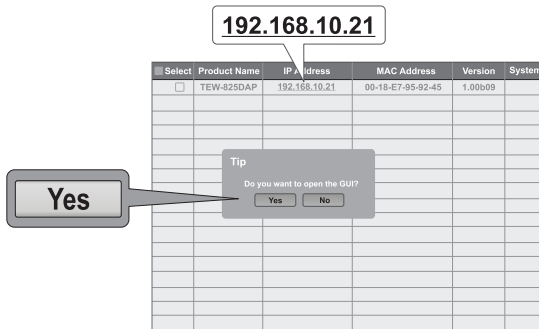 192.168.10.21
Select Product Name IP Address MAC Address Version System
TEW-825DAP 192.168.10.21 00-18-E7-95-92-45 1.00b09
Tip
Do you want to open the GUI?
Yes No
Yes